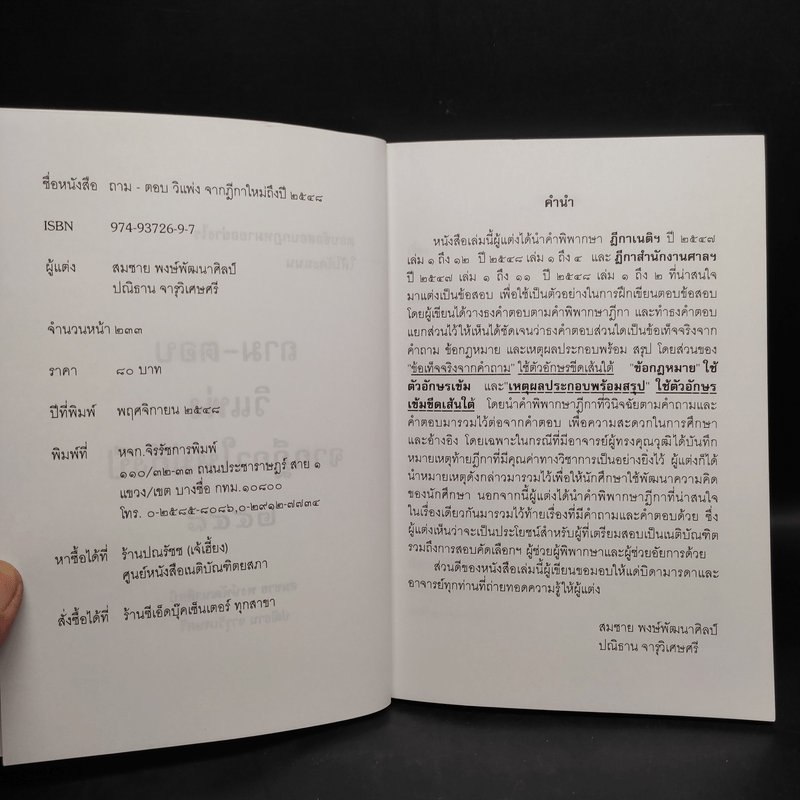 ชื่อหนังสือ ถาม - ตอบ วิแพ่ง จากฎีกาใหม่ถึงปี ๒๕๔๘
ISBN 974-93726-9-7
ผู้แต่ง สมชาย พงษ์พัฒนาศิลป์
ปณิธาน จารุวิเศษศรี
จำนวนหน้า ๒๓๓
ราคา ๘๐ บาท
ปีที่พิมพ์ พฤศจิกายน ๒๕๔๘
พิมพ์ที่ หจก.จิรรัชการพิมพ์
๑๑๐/๓๒-๓๓ ถนนประชาราษฎร์ สาย ๑
แขวง/เขต บางซื่อ กทม.๑๐๘๐๐
โทร. ๐-๒๕๘๕-๘๐๘๖,๐-๒๙๑๒-๗๗๓๔
หาซื้อได้ที่ ร้านปณรัชช (เจ้เฮี้ยง)
ศูนย์หนังสือเนติบัณฑิตยสภา
สั่งซื้อได้ที่ ร้านซีเอ็ดบุ๊คเซ็นเตอร์ ทุกสาขา
คำนำ
หนังสือเล่มนี้ผู้แต่งได้นำคำพิพากษา ฎีกาเนติฯ ปี ๒๕๔๗
เล่ม ๑ ถึง ๑๒ ปี ๒๕๔๘ เล่ม ๑ ถึง ๔ และ ฎีกาสำนักงานศาลฯ
ปี ๒๕๔๗ เล่ม ๑ ถึง ๑๑ ปี ๒๕๔๘ เล่ม ๑ ถึง ๒ ที่น่าสนใจ
มาแต่งเป็นข้อสอบ เพื่อใช้เป็นตัวอย่างในการฝึกเขียนตอบข้อสอบ
โดยผู้เขียนได้วางธงคำตอบตามคำพิพากษาฎีกา และทำธงคำตอบ
แยกส่วนไว้ให้เห็นได้ชัดเจนว่าธงคำตอบส่วนใดเป็นข้อเท็จจริงจาก
คำถาม ข้อกฎหมาย และเหตุผลประกอบพร้อม สรุป โดยส่วนของ
"ข้อเท็จจริงจากคำถาม" ใช้ตัวอักษรขีดเส้นใต้ "ข้อกฎหมาย" ใช้
ตัวอักษรเข้ม และ"เหตุผลประกอบพร้อมสรุป" ใช้ตัวอักษร
เข้มขีดเส้นใต้ โดยนำคำพิพากษาฎีกาที่วินิจฉัยตามคำถามและ
คำตอบมารวมไว้ต่อจากคำตอบ เพื่อความสะดวกในการศึกษา
และอ้างอิง โดยเฉพาะในกรณีที่มีอาจารย์ผู้ทรงคุณวุฒิได้บันทึก
หมายเหตุท้ายฎีกาที่มีคุณค่าทางวิชาการเป็นอย่างยิ่งไว้ ผู้แต่งก็ได้
นำหมายเหตุดังกล่าวมารวมไว้เพื่อให้นักศึกษาใช้พัฒนาความคิด
ของนักศึกษา นอกจากนี้ผู้แต่งได้นำคำพิพากษาฎีกาที่น่าสนใจ
ในเรื่องเดียวกันมารวมไว้ท้ายเรื่องที่มีคำถามและคำตอบด้วย ซึ่ง
ผู้แต่งเห็นว่าจะเป็นประโยชน์สำหรับผู้ที่เตรียมสอบเป็นเนติบัณฑิต
รวมถึงการสอบคัดเลือกฯ ผู้ช่วยผู้พิพากษาและผู้ช่วยอัยการด้วย
ส่วนดีของหนังสือเล่มนี้ผู้เขียนขอมอบให้แด่บิดามารดาและ
อาจารย์ทุกท่านที่ถ่ายทอดความรู้ให้ผู้แต่ง
สมชาย พงษ์พัฒนาศิลป์
ปณิธาน จารุวิเศษศรี